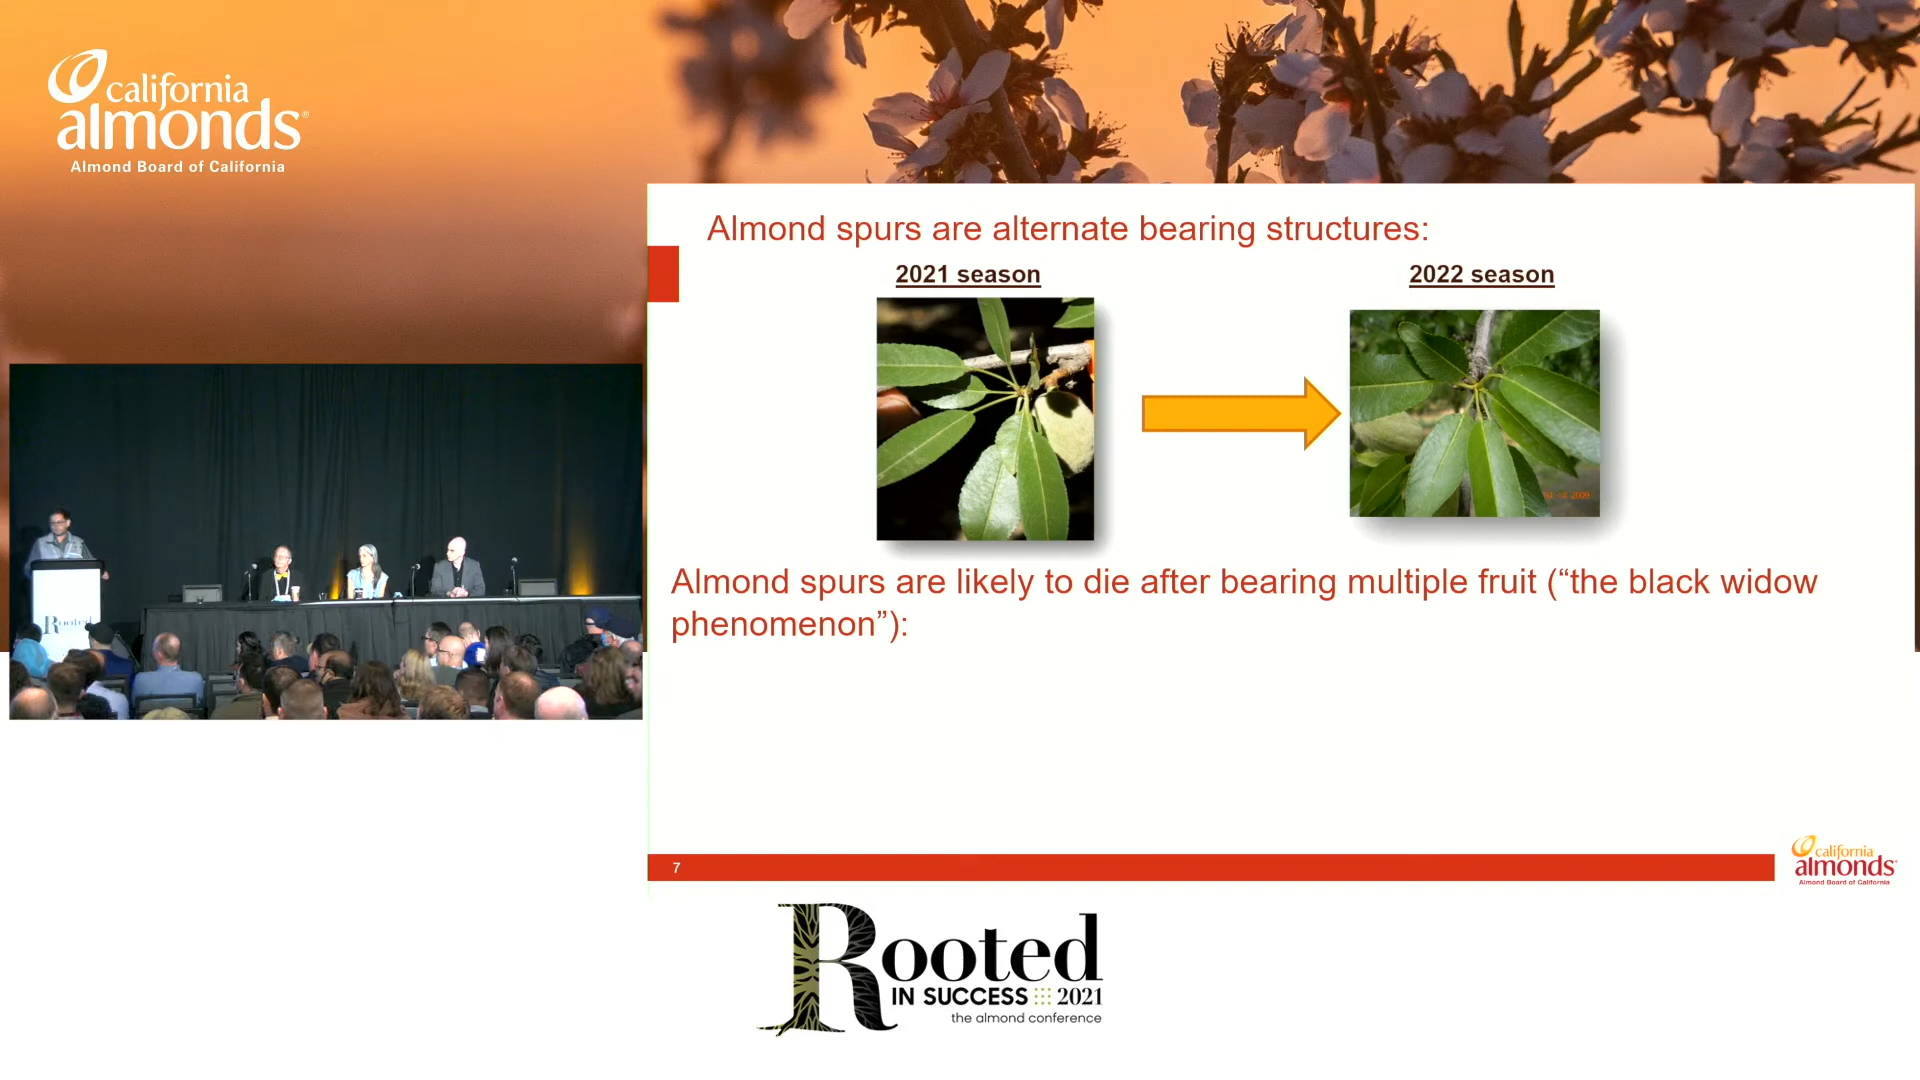 california
almonds®
Almond Board of California
Almond spurs are alternate bearing structures:
2021 season
2022 season
Almond spurs are likely to die after bearing multiple fruit (“the black widow
phenomenon”):
Rooted
7
california
almonds
Almond Board of California
Rooted
IN SUCCESS 2021
the almond conference